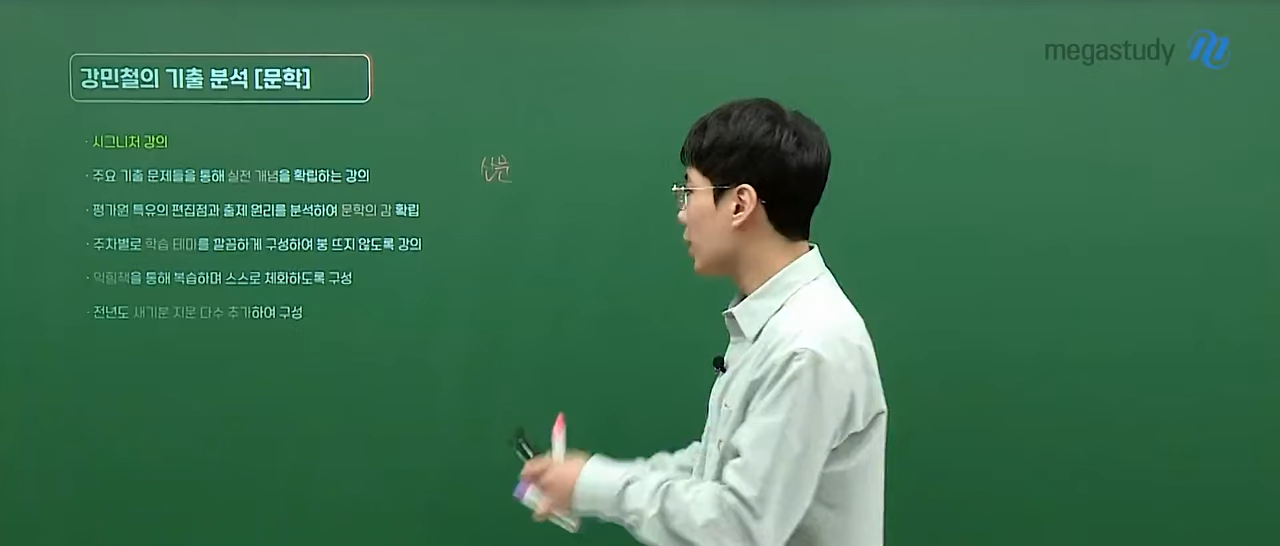 megastudy
강민철의 기출 분석 [문학]
· 시그니처 강의
· 주요 기출 문제들을 통해 실전 개념을 확립하는 강의
· 평가원 특유의 편집점과 출제 원리를 분석하여 문학의 감 확립
· 주차별로 학습 테마를 깔끔하게 구성하여 붕 뜨지 않도록 강의
· 익힘책을 통해 복습하며 스스로 체화하도록 구성
· 전년도 새기분 지문 다수 추가하여 구성